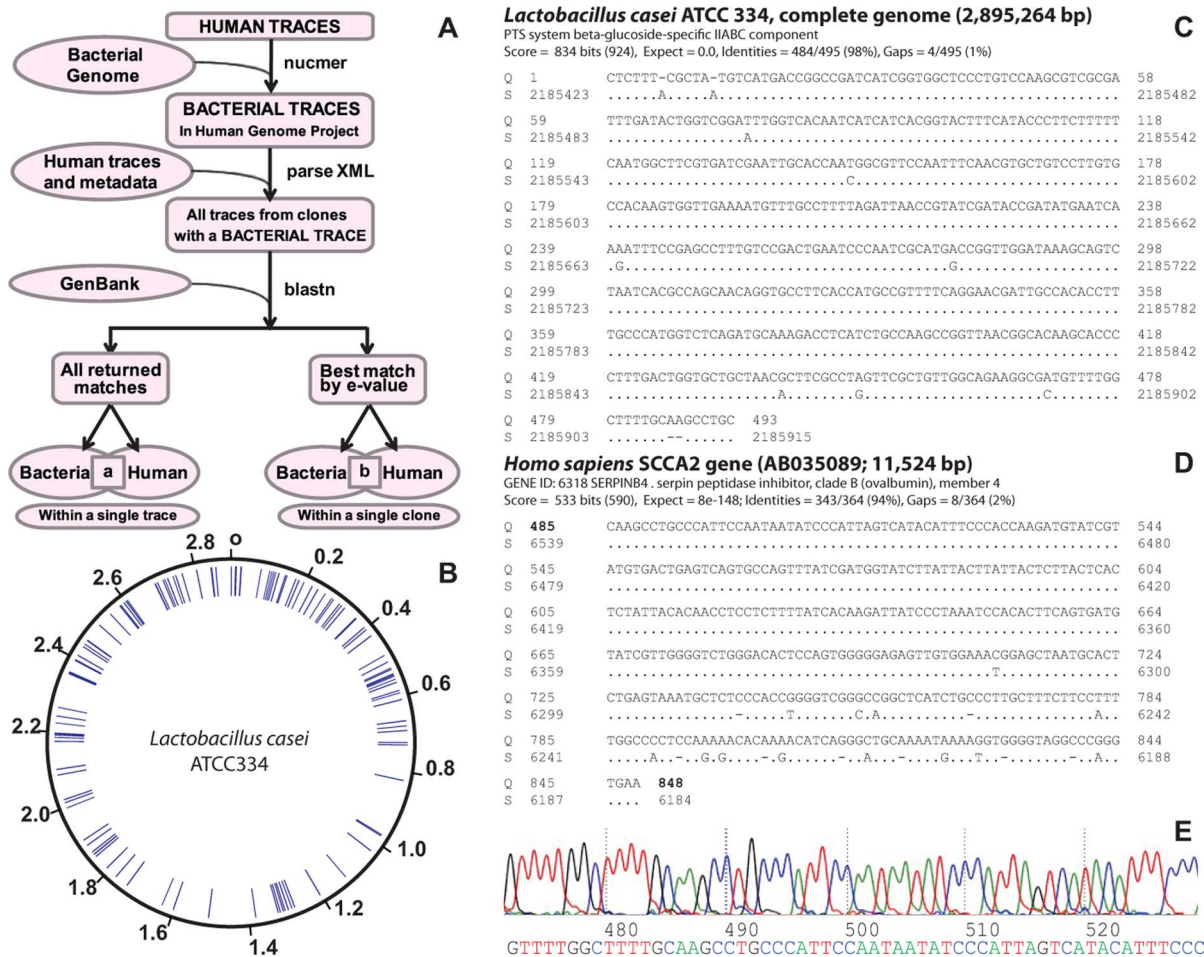 A
HUMAN TRACES
Bacterial
Genome
nucmer
BACTERIAL TRACES
In Human Genome Project
Human traces
and metadata
parse XML
All traces from clones
with a BACTERIAL TRACE
GenBank
blastn
All returned
matches
Best match
by e-value
Bacteria a Human
Bacteria b Human
Within a single trace
Within a single clone
B
o
0.2
0.4
0.6
0.8
1.0
1.2
1.4
1.6
1.8
2.0
2.2
2.4
2.6
2.8
Lactobacillus casei
ATCC334
C
Lactobacillus casei ATCC 334, complete genome (2,895,264 bp)
PTS system beta-glucoside-specific IIABC component
Score = 834 bits (924), Expect = 0.0, Identities = 484/495 (98%), Gaps = 4/495 (1%)
Q 1 CTCTTT-CGCTA-TGTCATGACCGGCCGATCATCGGTGGCTCCCTGTCCAAGCGTCGCGA 58
S 2185423 ......A.....A............................................... 2185482
Q 59 TTTGATACTGGTCGGATTTGGTCACAATCATCATCACGGTACTTTCATACCCTTCTTTTT 118
S 2185483 ................A........................................... 2185542
Q 119 CAATGGCTTCGTGATCGAATTGCACCAATGGCGTTCCAATTTCAACGTGCTGTCCTTGTG 178
S 2185543 ............................C............................... 2185602
Q 179 CCACAAGTGGTTGAAAATGTTTGCCTTTTAGATTAACCGTATCGATACCGATATGAATCA 238
S 2185603 ............................................................ 2185662
Q 239 AAATTTCCGAGCCTTTGTCCGACTGAATCCCAATCGCATGACCGGTTGGATAAAGCAGTC 298
S 2185663 .G......................................G................... 2185722
Q 299 TAATCACGCCAGCAACAGGTGCCTTCACCATGCCGTTTTCAGGAACGATTGCCACACCTT 358
S 2185723 ............................................................ 2185782
Q 359 TGCCCATGGTCTCAGATGCAAAGACCTCATCTGCCAAGCCGGTTAACGGCACAAGCACCC 418
S 2185783 ............................................................ 2185842
Q 419 CTTTGACTGGTGCTGCTAACGCTTCGCCTAGTTCGCTGTTGGCAGAAGGCGATGTTTTGG 478
S 2185843 ....................A........G.....................C........ 2185902
Q 479 CTTTTGCAAGCCTGC 493
S 2185903 .......--...... 2185915
D
Homo sapiens SCCA2 gene (AB035089; 11,524 bp)
GENE ID: 6318 SERPINB4 . serpin peptidase inhibitor, clade B (ovalbumin), member 4
Score = 533 bits (590), Expect = 8e-148; Identities = 343/364 (94%), Gaps = 8/364 (2%)
Q 485 CAAGCCTGCCCATTCCAATAATATCCCATTAGTCATACATTTCCCACCAAGATGTATCGT 544
S 6539 ............................................................ 6480
Q 545 ATGTGACTGAGTCAGTGCCAGTTTATCGATGGTATCTTATTACTTATTACTCTTACTCAC 604
S 6479 ............................................................ 6420
Q 605 TCTATTACACAACCTCCTCTTTTATCACAAGATTATCCCTAAATCCACACTTCAGTGATG 664
S 6419 ............................................................ 6360
Q 665 TATCGTTGGGGTCTGGGACACTCCAGTGGGGGAGAGTTGTGGAAACGGAGCTAATGCACT 724
S 6359 .............................................T.............. 6300
Q 725 CTGAGTAAATGCTCTCCCACCGGGGTCGGGCCGGCTCATCTGCCCTTGCTTTCTTCCTTT 784
S 6299 ...............-.....T.......C.A..........-..............A.. 6242
Q 785 TGGCCCCTCCAAAAACACAAAACATCAGGGCTGCAAAATAAAAAGGTGGGGTAGGCCCGGG 844
S 6241 .....A..-..G.G......-..G......-..A..-.....G...T..-.......-..A.. 6188
Q 845 TGAA 848
S 6187 .... 6184
E
480 490 500 510 520
GTTTTGGCTTTTGCAAGCCTGCCCATTCCAATAATATCCCATTAGTCATACATTTCCC